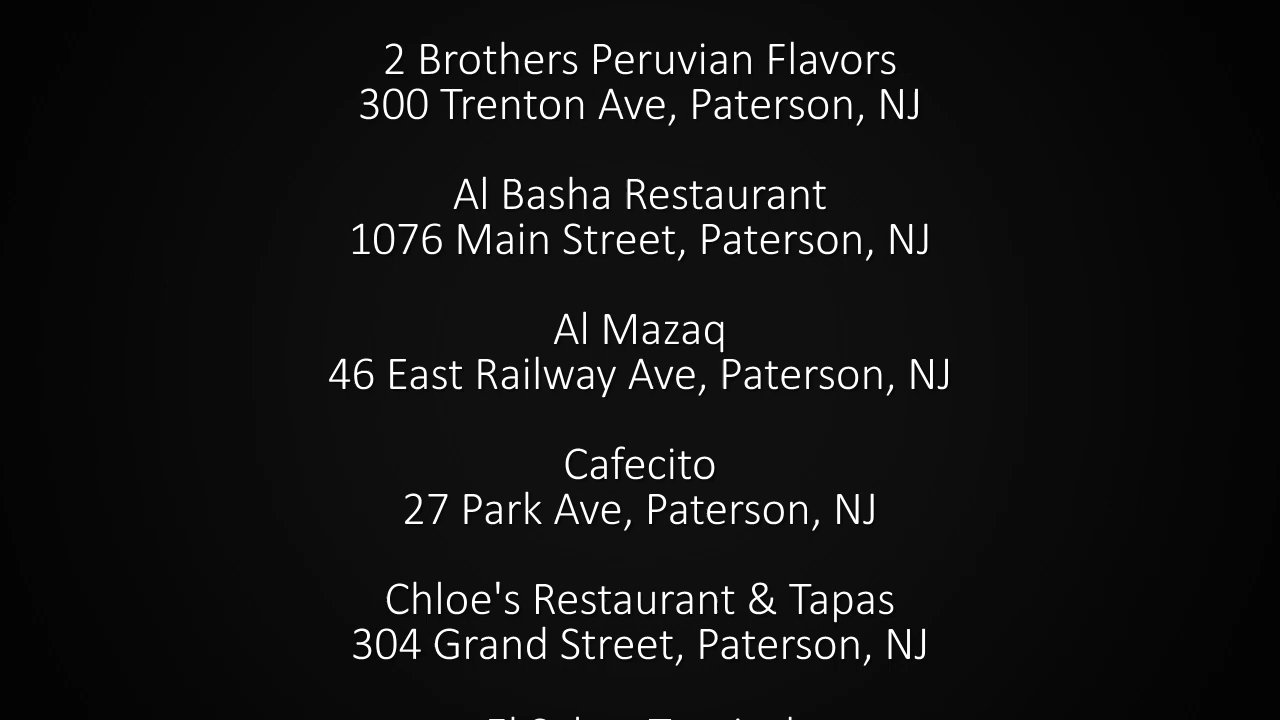 2 Brothers Peruvian Flavors
300 Trenton Ave, Paterson, NJ
Al Basha Restaurant
1076 Main Street, Paterson, NJ
Al Mazaq
46 East Railway Ave, Paterson, NJ
Cafecito
27 Park Ave, Paterson, NJ
Chloe's Restaurant & Tapas
304 Grand Street, Paterson, NJ